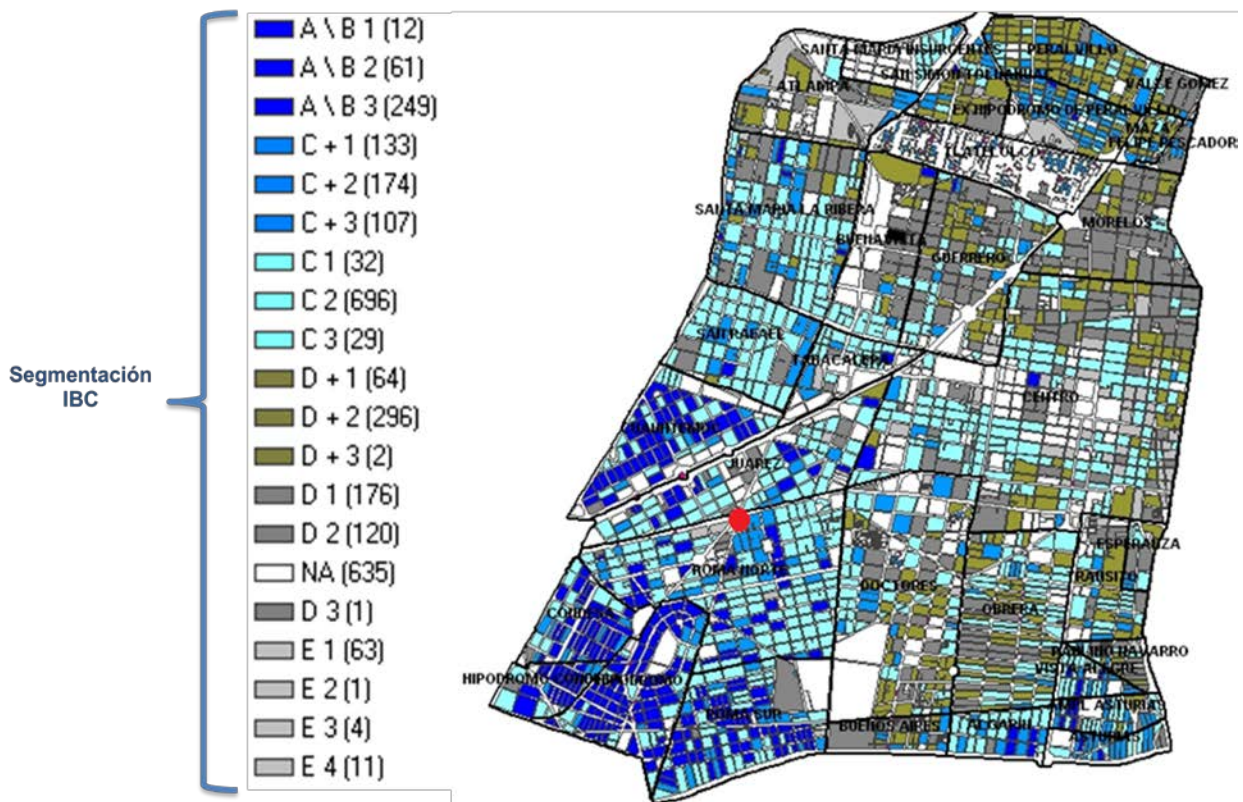 Segmentación
IBC
A \ B 1 (12)
A \ B 2 (61)
A \ B 3 (249)
C + 1 (133)
C + 2 (174)
C + 3 (107)
C 1 (32)
C 2 (696)
C 3 (29)
D + 1 (64)
D + 2 (296)
D + 3 (2)
D 1 (176)
D 2 (120)
NA (635)
D 3 (1)
E 1 (63)
E 2 (1)
E 3 (4)
E 4 (11)
SANTA MARIA INSURGENTES
PERALVILLO
SAN SIMON TOLNAHUAC
ATLAMPA
VALLE GOMEZ
EX HIPODROMO DE PERALVILLO
MAZA
FELIPE PESCADOR
TLATELOLCO
SANTA MARIA LA RIBERA
MORELOS
BUENAVISTA
GUERRERO
SAN RAFAEL
TABACALERA
CENTRO
CUAUHTEMOC
JUAREZ
ESPERANZA
ROMA NORTE
TRANSITO
DOCTORES
OBRERA
CONDESA
PAULINO NAVARRO
VISTA ALEGRE
HIPODROMO
ROMA SUR
AMPL ASTURIAS
BUENOS AIRES
ALGARIN
ASTURIAS